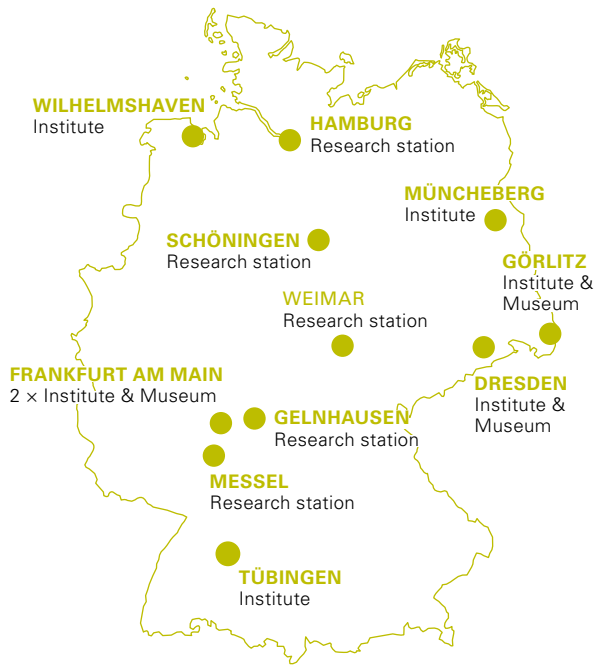 WILHELMSHAVEN
Institute
HAMBURG
Research station
MÜNCHEBERG
Institute
SCHÖNINGEN
Research station
GÖRLITZ
Institute &
Museum
WEIMAR
Research station
FRANKFURT AM MAIN
2 × Institute & Museum
DRESDEN
Institute &
Museum
GELNHAUSEN
Research station
MESSEL
Research station
TÜBINGEN
Institute